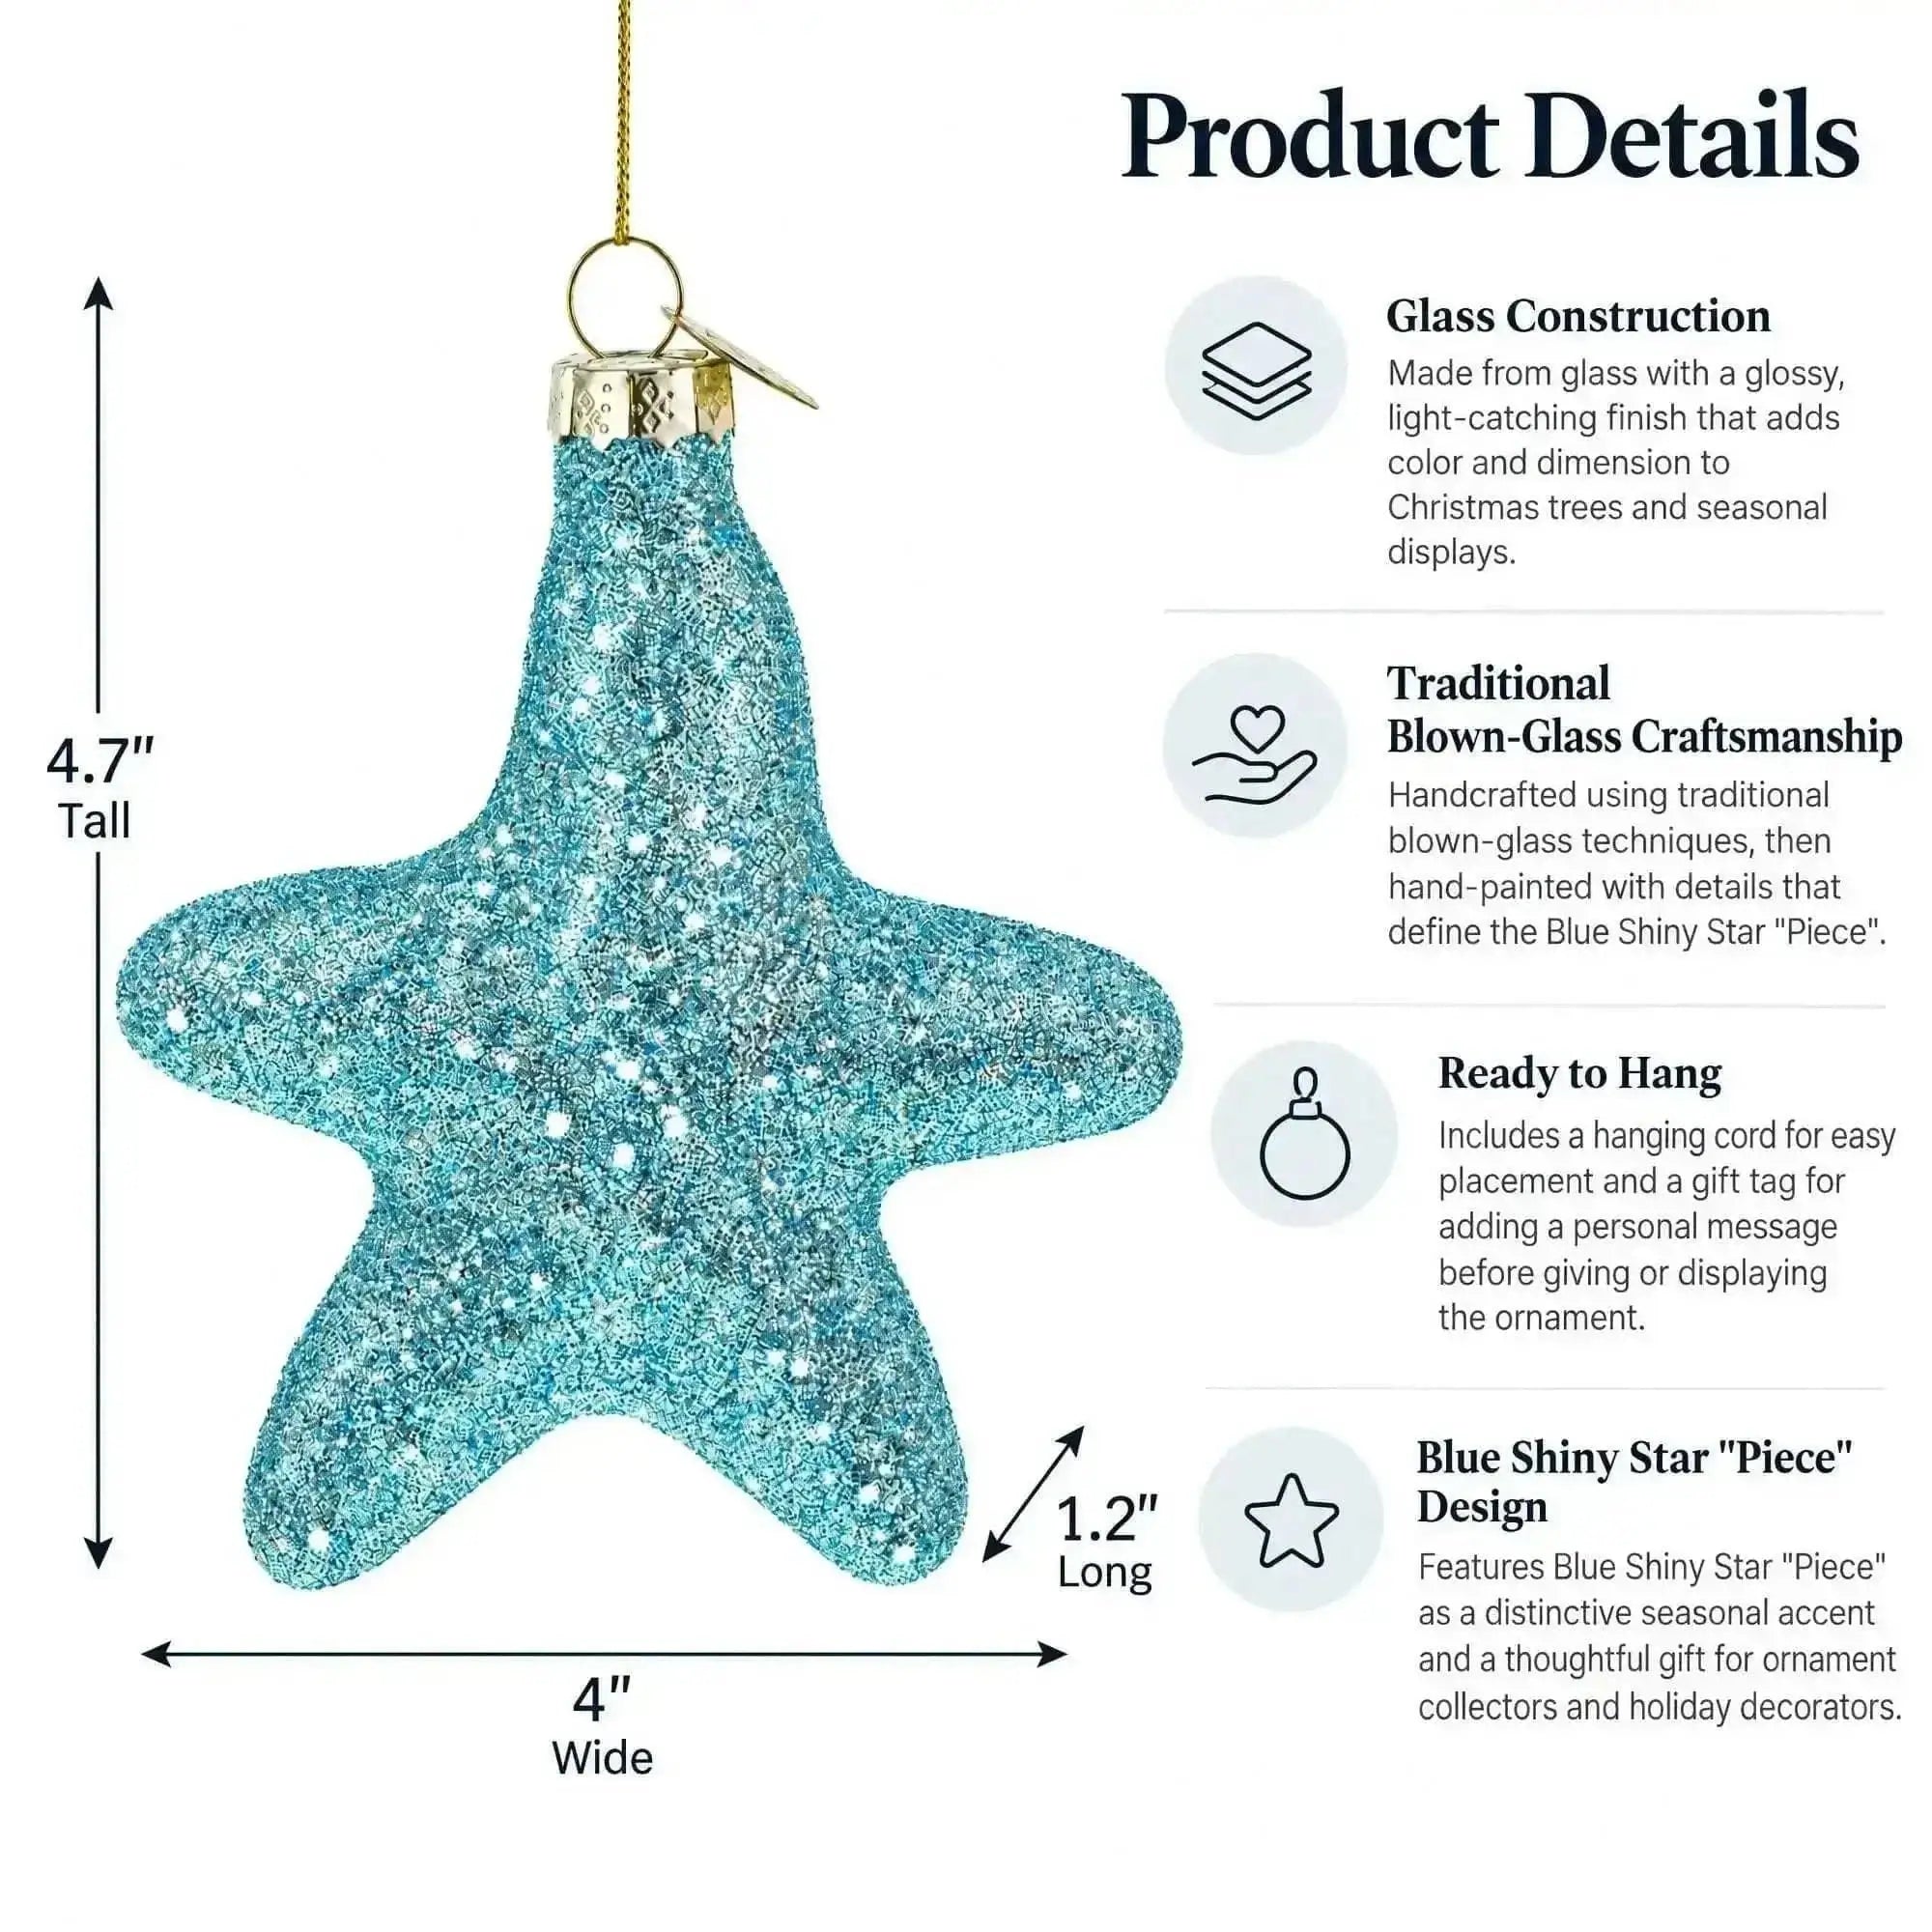 Product Details
Glass Construction
Made from glass with a glossy,
light-catching finish that adds
color and dimension to
Christmas trees and seasonal
displays.
Traditional
Blown-Glass Craftsmanship
Handcrafted using traditional
blown-glass techniques, then
hand-painted with details that
define the Blue Shiny Star "Piece".
Ready to Hang
Includes a hanging cord for easy
placement and a gift tag for
adding a personal message
before giving or displaying
the ornament.
Blue Shiny Star "Piece"
Design
Features Blue Shiny Star "Piece"
as a distinctive seasonal accent
and a thoughtful gift for ornament
collectors and holiday decorators.
4.7"
Tall
1.2"
Long
4"
Wide